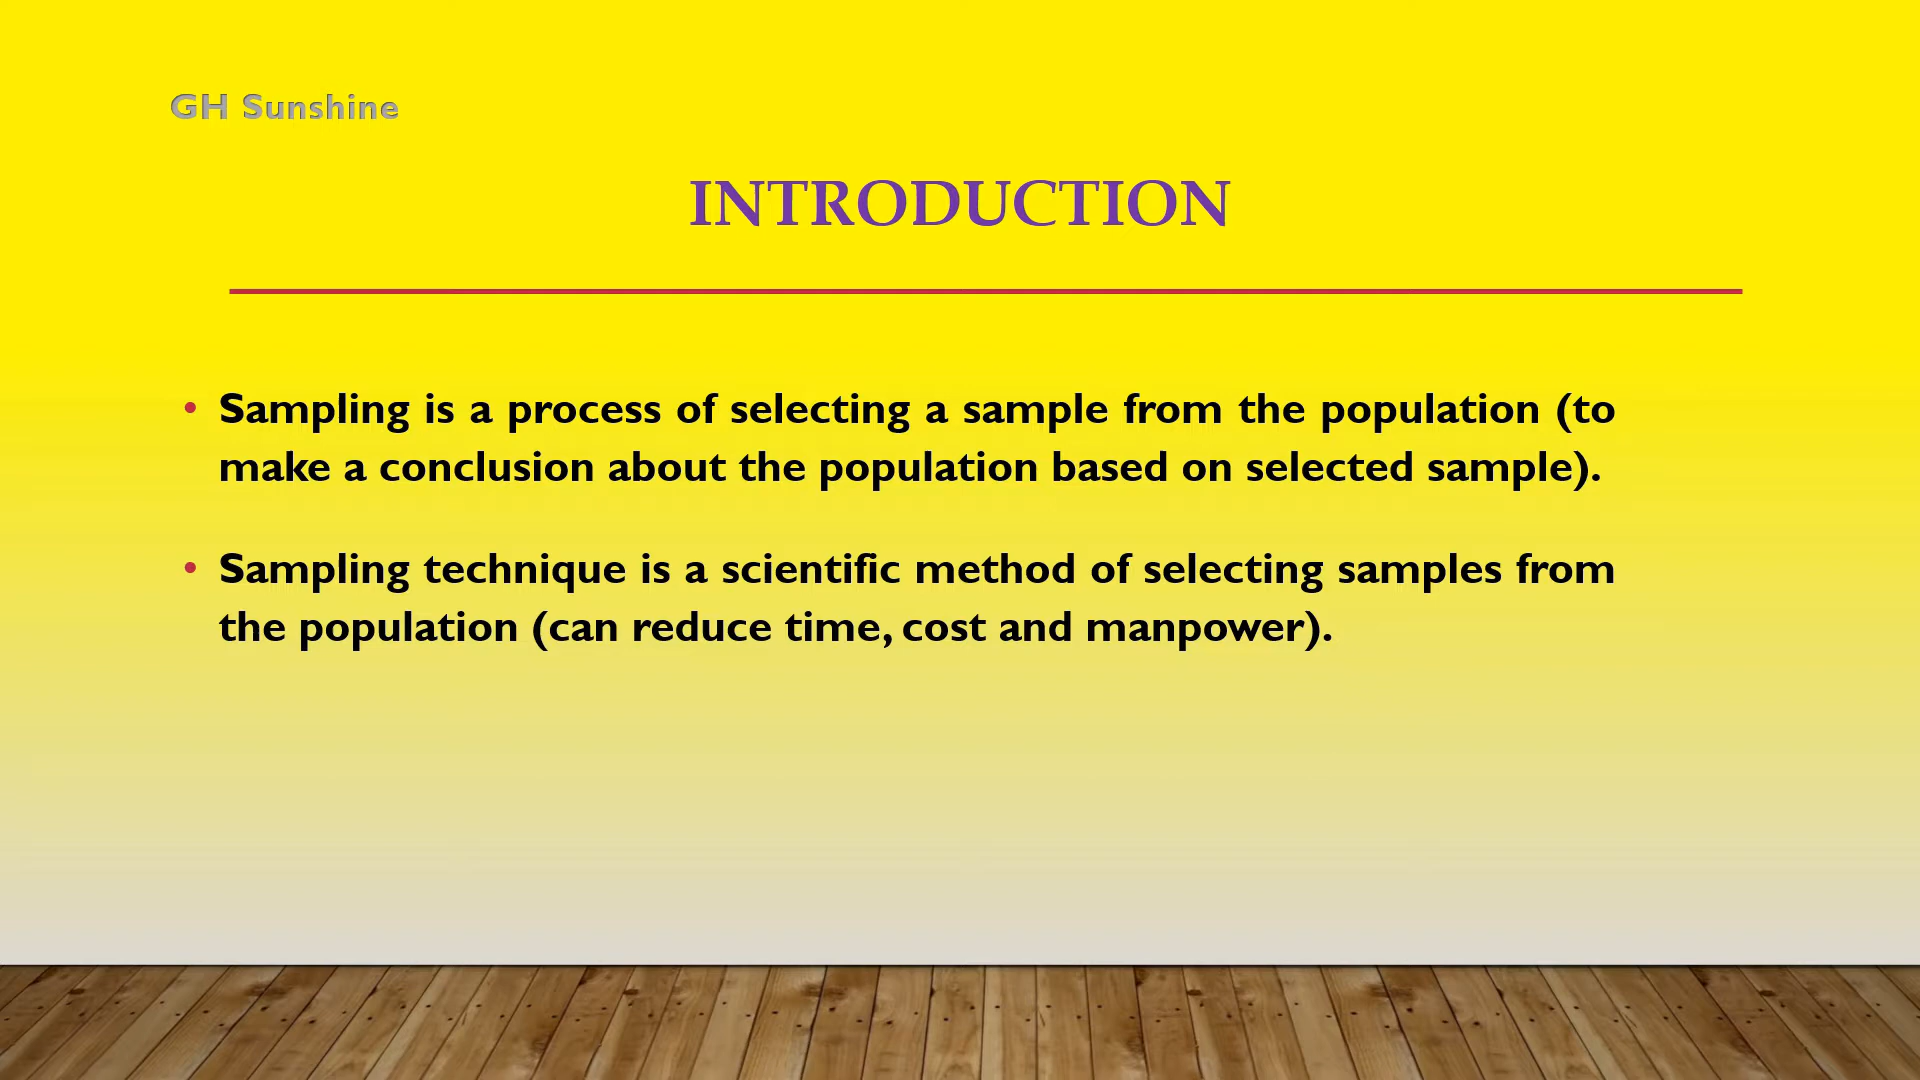 GH Sunshine
INTRODUCTION
• Sampling is a process of selecting a sample from the population (to
make a conclusion about the population based on selected sample).
• Sampling technique is a scientific method of selecting samples from
the population (can reduce time, cost and manpower).